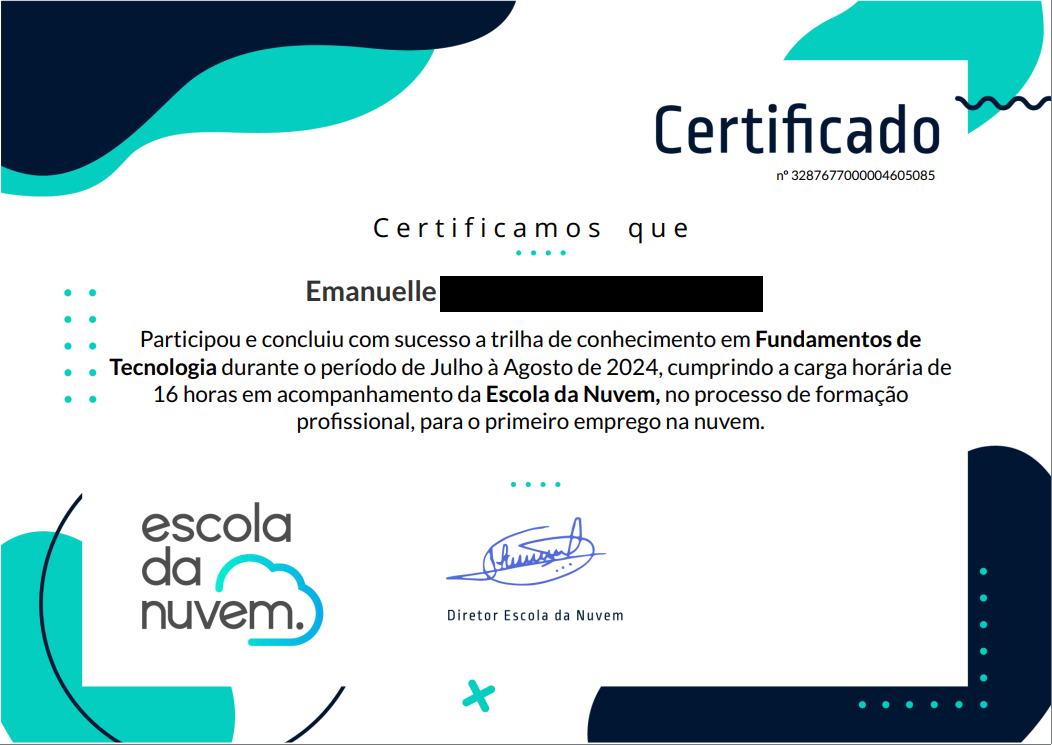 Certificado
nº 3287677000004605085
Certificamos que
Emanuelle
Participou e concluiu com sucesso a trilha de conhecimento em Fundamentos de
Tecnologia durante o período de Julho à Agosto de 2024, cumprindo a carga horária de
16 horas em acompanhamento da Escola da Nuvem, no processo de formação
profissional, para o primeiro emprego na nuvem.
escola
da
nuvem.
Diretor Escola da Nuvem